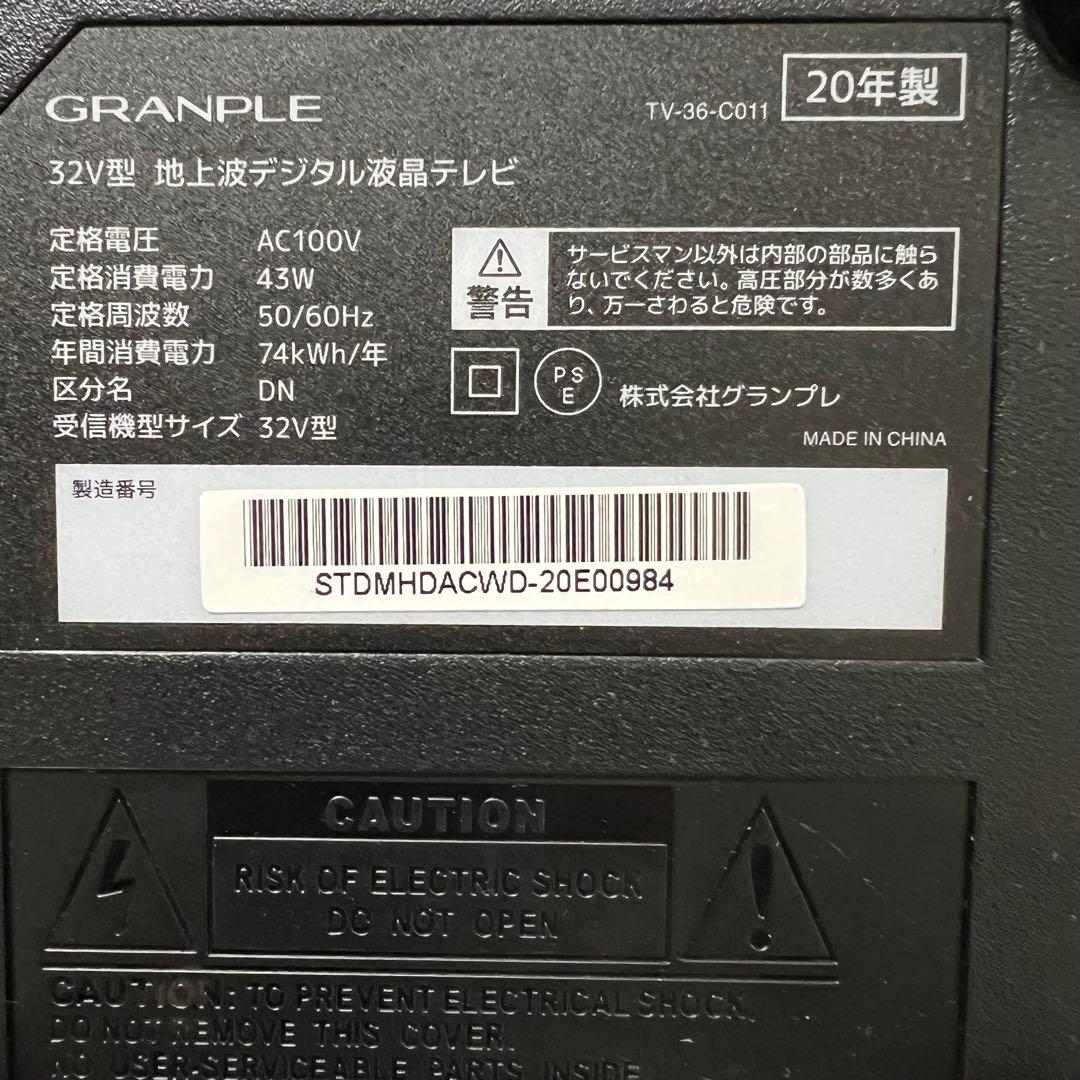 GRANPLE
TV-36-C011
20年製
32V型 地上波デジタル液晶テレビ
定格電圧 AC100V
定格消費電力 43W
定格周波数 50/60Hz
年間消費電力 74kWh/年
区分名 DN
受信機型サイズ 32V型
警告
サービスマン以外は内部の部品に触ら
ないでください。高圧部分が数多くあ
り、万一さわると危険です。
PS
E
株式会社グランプレ
MADE IN CHINA
製造番号
STDMHDACWD-20E00984
CAUTION
RISK OF ELECTRIC SHOCK
DO NOT OPEN
CAUTION: TO PREVENT ELECTRICAL SHOCK,
DO NOT REMOVE THIS COVER.
NO USER-SERVICEABLE PARTS INSIDE